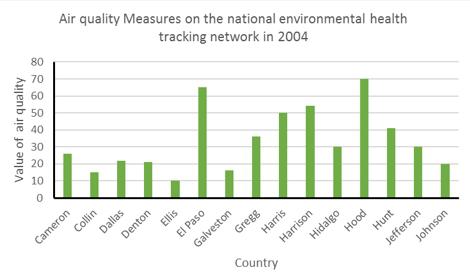 Air quality Measures on the national environmental health
tracking network in 2004
Value of air quality
80
70
60
50
40
30
20
10
0
Cameron
Collin
Dallas
Denton
Ellis
El Paso
Galveston
Gregg
Harris
Harrison
Hidalgo
Hood
Hunt
Jefferson
Johnson
Country